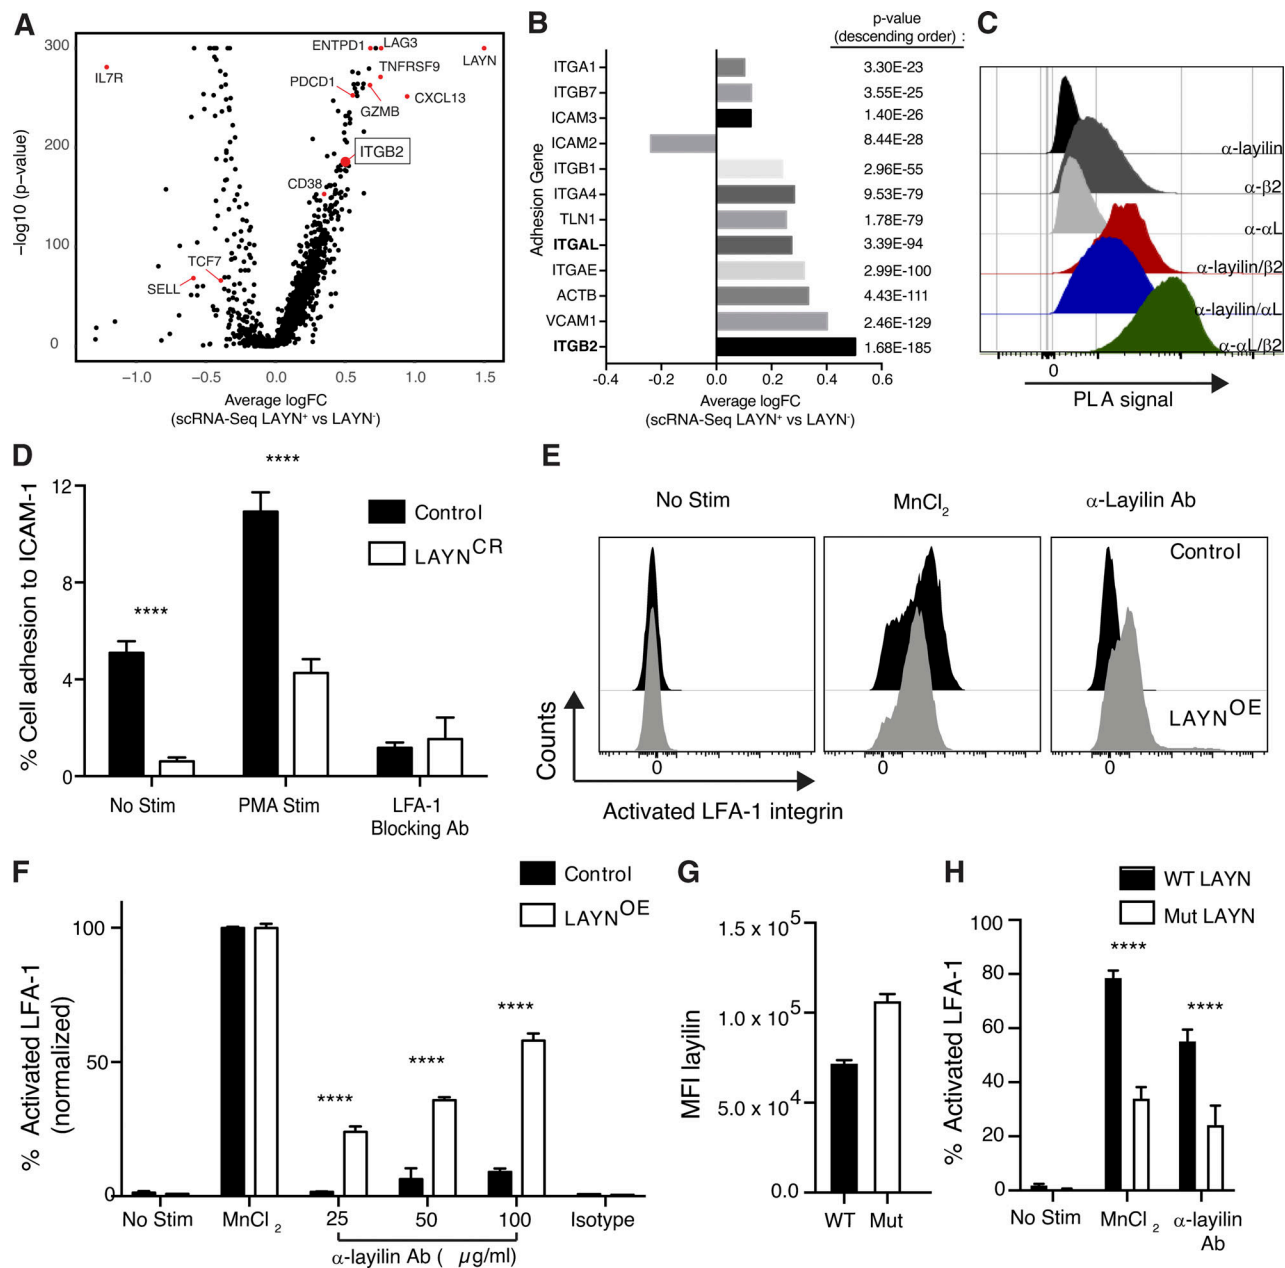 A
300
200
100
0
−log10 (p−value)
IL7R
ENTPD1
LAG3
LAYN
TNFRSF9
PDCD1
CXCL13
GZMB
ITGB2
CD38
TCF7
SELL
−1.0
−0.5
0.0
0.5
1.0
1.5
Average logFC
(scRNA-Seq LAYN⁺ vs LAYN⁻)
B
p-value
(descending order) :
Adhesion Gene
ITGA1 3.30E-23
ITGB7 3.55E-25
ICAM3 1.40E-26
ICAM2 8.44E-28
ITGB1 2.96E-55
ITGA4 9.53E-79
TLN1 1.78E-79
ITGAL 3.39E-94
ITGAE 2.99E-100
ACTB 4.43E-111
VCAM1 2.46E-129
ITGB2 1.68E-185
-0.4 -0.2 0.0 0.2 0.4 0.6
Average logFC
(scRNA-Seq LAYN⁺ vs LAYN⁻)
C
α-layilin
α-β2
α-αL
α-layilin/β2
α-layilin/αL
α-αL/β2
0
PLA signal
D
% Cell adhesion to ICAM-1
12
8
4
0
****
****
Control
LAYN^CR
No Stim
PMA Stim
LFA-1
Blocking Ab
E
No Stim
MnCl₂
α-Layilin Ab
Control
LAYN^OE
Counts
0
0
0
Activated LFA-1 integrin
F
Control
LAYN^OE
% Activated LFA-1
(normalized)
100
50
0
****
****
****
No Stim
MnCl₂
25
50
100
Isotype
α-layilin Ab ( μg/ml)
G
MFI layilin
1.5 x 10⁵
1.0 x 10⁵
5.0 x 10⁴
0.0
WT
Mut
H
WT LAYN
Mut LAYN
% Activated LFA-1
100
80
60
40
20
0
****
****
No Stim
MnCl₂
α-layilin
Ab